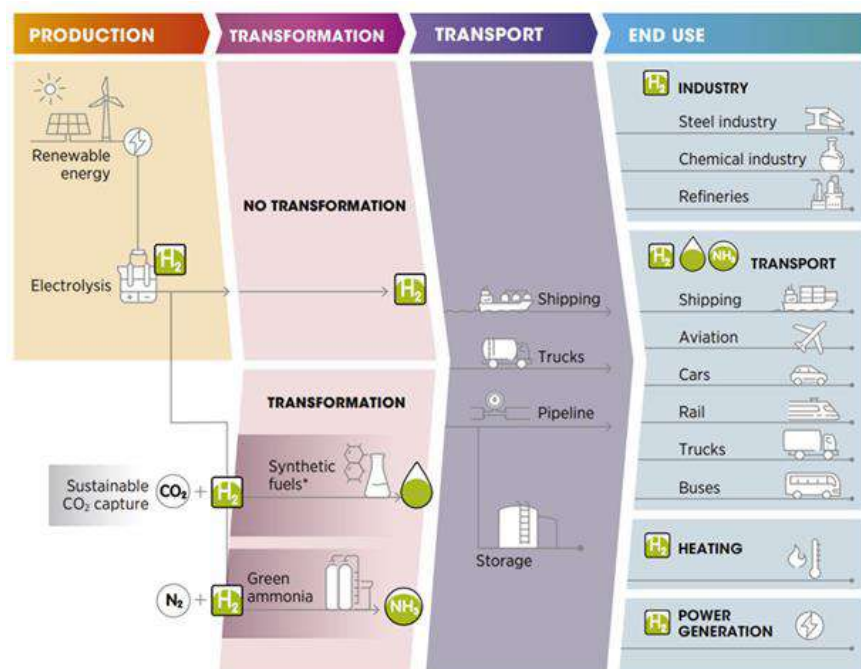 PRODUCTION
TRANSFORMATION
TRANSPORT
END USE
Renewable
energy
Electrolysis
+ -
H₂
NO TRANSFORMATION
H₂
TRANSFORMATION
Sustainable
CO₂ capture
CO₂ + H₂
Synthetic
fuels*
N₂ + H₂
Green
ammonia
NH₃
Shipping
Trucks
Pipeline
Storage
H₂ INDUSTRY
Steel industry
Chemical industry
Refineries
H₂ NH₃ TRANSPORT
Shipping
Aviation
Cars
Rail
Trucks
Buses
H₂ HEATING
H₂ POWER
GENERATION